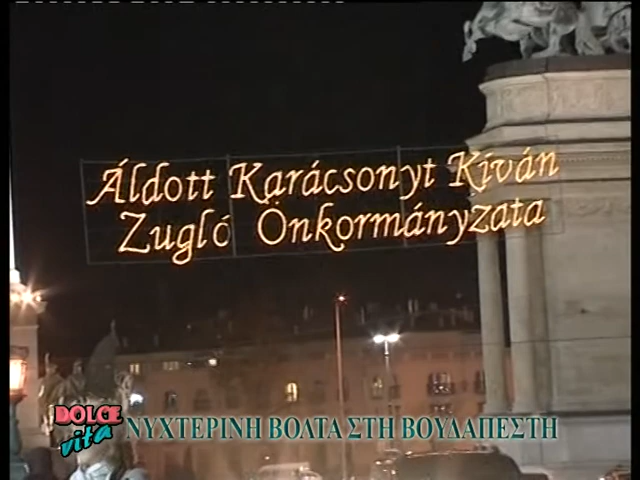 Áldott Karácsonyt Kíván
Zugló Önkormányzata
DOLCE
vita
ΝΥΧΤΕΡΙΝΗ ΒΟΛΤΑ ΣΤΗ ΒΟΥΔΑΠΕΣΤΗ